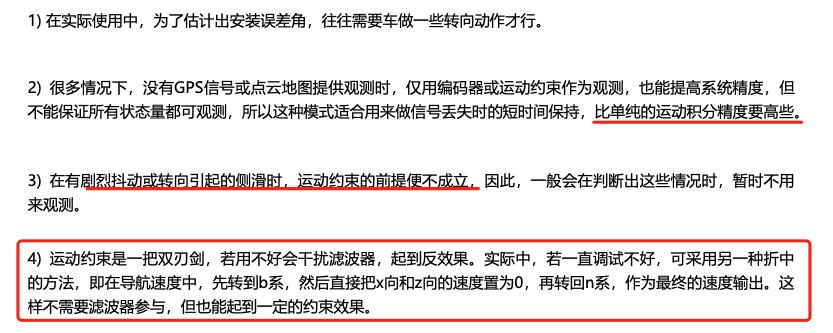 1) 在实际使用中，为了估计出安装误差角，往往需要车做一些转向动作才行。
2) 很多情况下，没有GPS信号或点云地图提供观测时，仅用编码器或运动约束作为观测，也能提高系统精度，但
不能保证所有状态量都可观测，所以这种模式适合用来做信号丢失时的短时间保持，比单纯的运动积分精度要高些。
3) 在有剧烈抖动或转向引起的侧滑时，运动约束的前提便不成立，因此，一般会在判断出这些情况时，暂时不用
来观测。
4) 运动约束是一把双刃剑，若用不好会干扰滤波器，起到反效果。实际中，若一直调试不好，可采用另一种折中
的方法，即在导航速度中，先转到b系，然后直接把x向和z向的速度置为0，再转回n系，作为最终的速度输出。这
样不需要滤波器参与，但也能起到一定的约束效果。